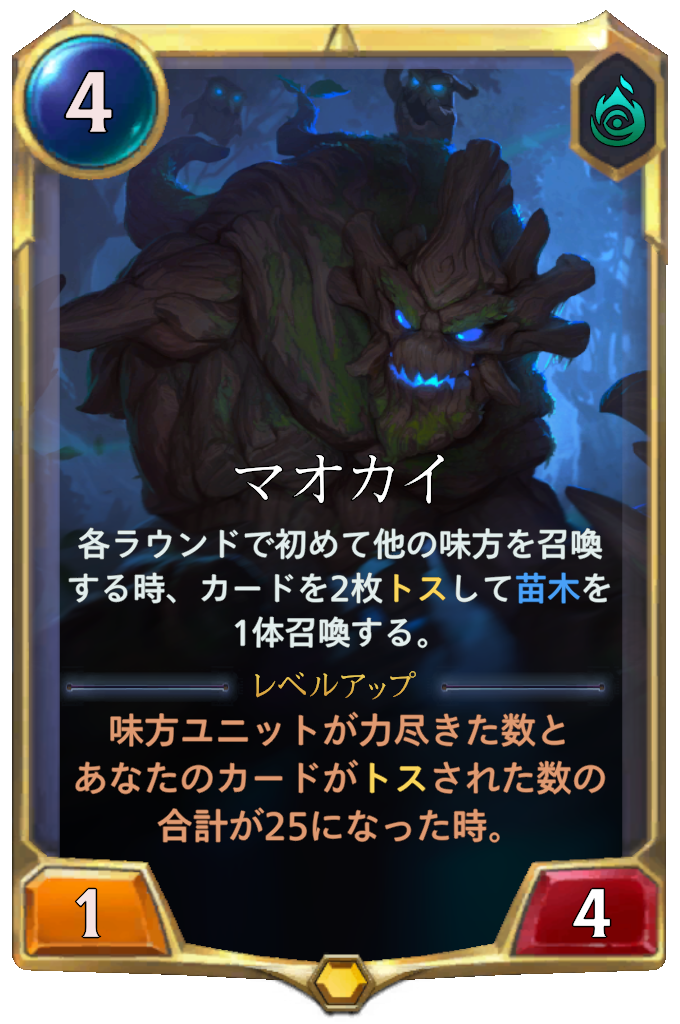 4
マオカイ
各ラウンドで初めて他の味方を召喚
する時、カードを2枚トスして苗木を
1体召喚する。
レベルアップ
味方ユニットが力尽きた数と
あなたのカードがトスされた数の
合計が25になった時。
1
4